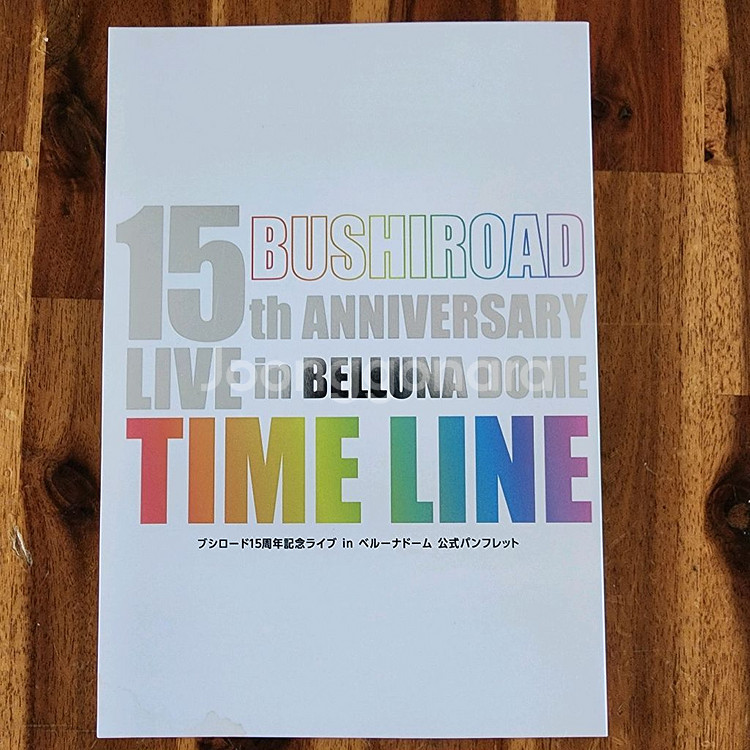 15 BUSHIROAD
th ANNIVERSARY
LIVE in BELLUNA DOME
TIME LINE
ブシロード15周年記念ライブ in ベルーナドーム 公式パンフレット
Joonggonara